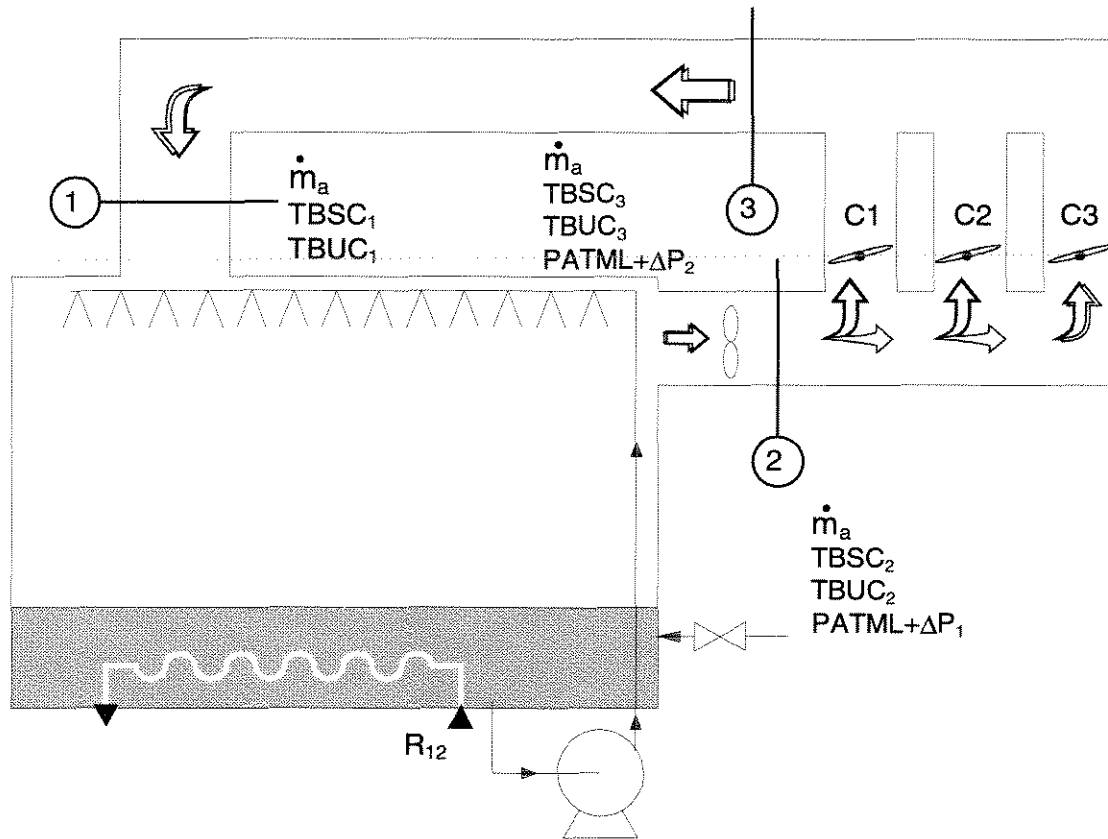 1
ṁₐ
TBSC₁
TBUC₁
ṁₐ
TBSC₃
TBUC₃
PATML+ΔP₂
3
C1
C2
C3
2
ṁₐ
TBSC₂
TBUC₂
PATML+ΔP₁
R₁₂